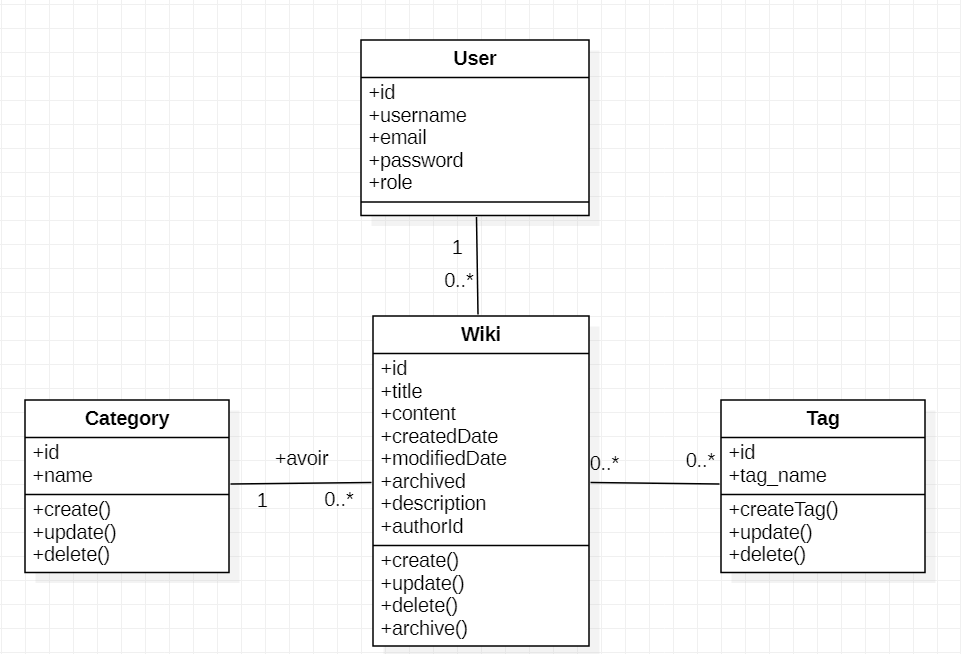 User
+id
+username
+email
+password
+role
1
0..*
Wiki
+id
+title
+content
+createdDate
+modifiedDate
+archived
+description
+authorId
+create()
+update()
+delete()
+archive()
Category
+id
+name
+create()
+update()
+delete()
+avoir
1
0..*
0..*
0..*
Tag
+id
+tag_name
+createTag()
+update()
+delete()